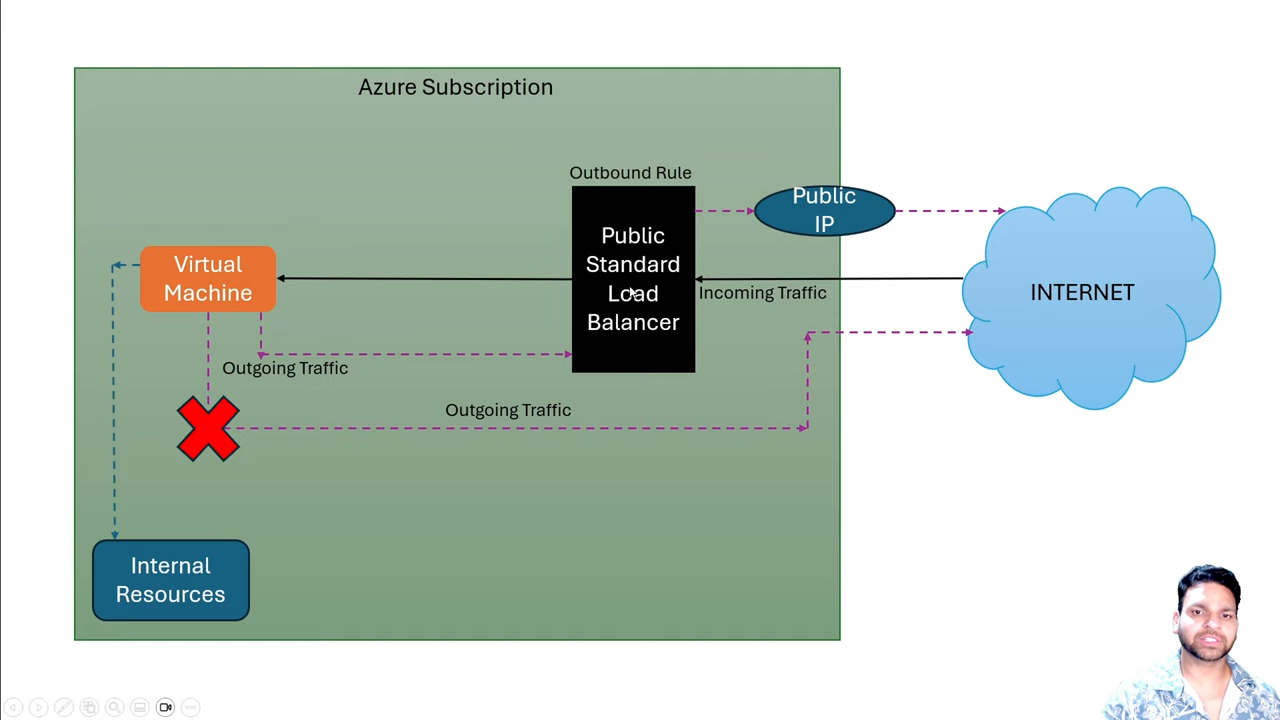 Azure Subscription
Outbound Rule
Public
IP
Public
Standard
Load
Balancer
Virtual
Machine
Incoming Traffic
INTERNET
Outgoing Traffic
Outgoing Traffic
Internal
Resources